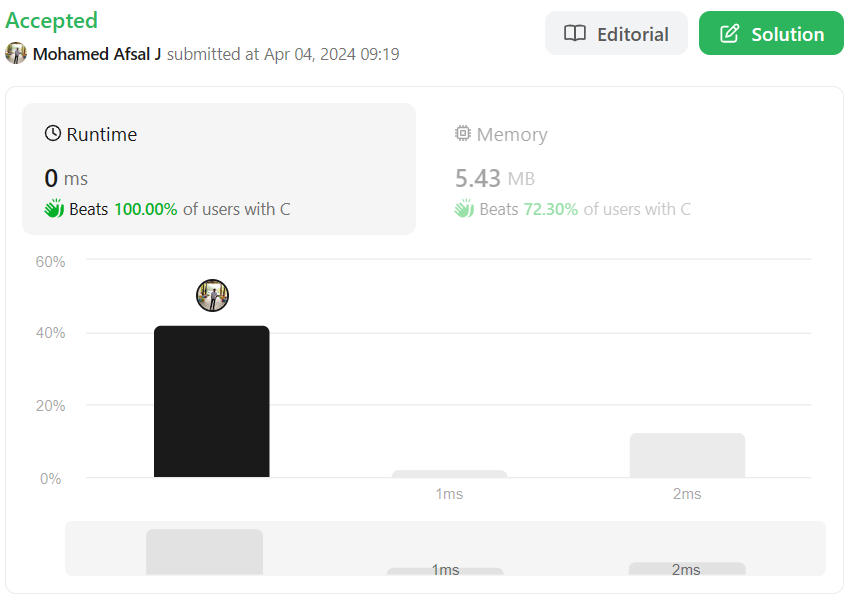 Accepted
Mohamed Afsal J submitted at Apr 04, 2024 09:19
Editorial
Solution
Runtime
0 ms
Beats 100.00% of users with C
Memory
5.43 MB
Beats 72.30% of users with C
60%
40%
20%
0%
1ms
2ms
1ms
2ms